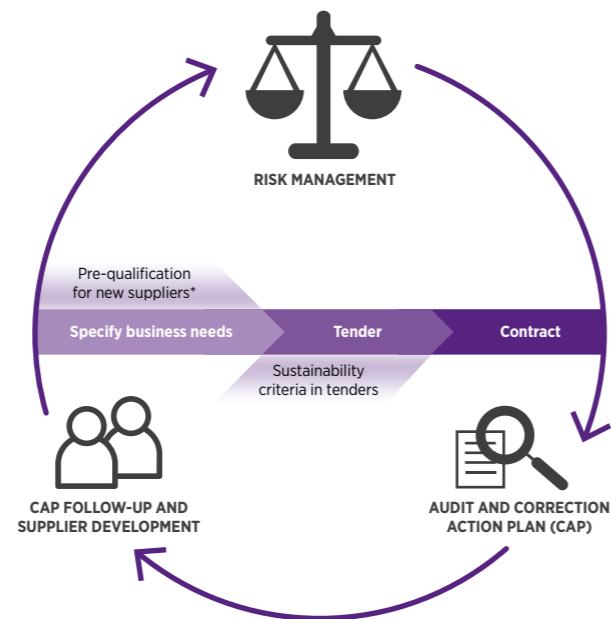 RISK MANAGEMENT
Pre-qualification
for new suppliers*
Specify business needs
Tender
Contract
Sustainability
criteria in tenders
CAP FOLLOW-UP AND
SUPPLIER DEVELOPMENT
AUDIT AND CORRECTION
ACTION PLAN (CAP)